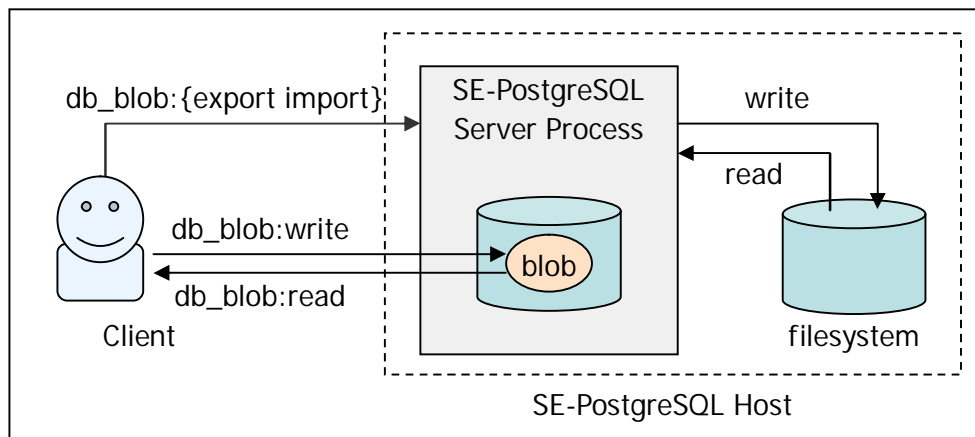 db_blob:{export import}
SE-PostgreSQL
Server Process
write
read
db_blob:write
blob
db_blob:read
Client
filesystem
SE-PostgreSQL Host